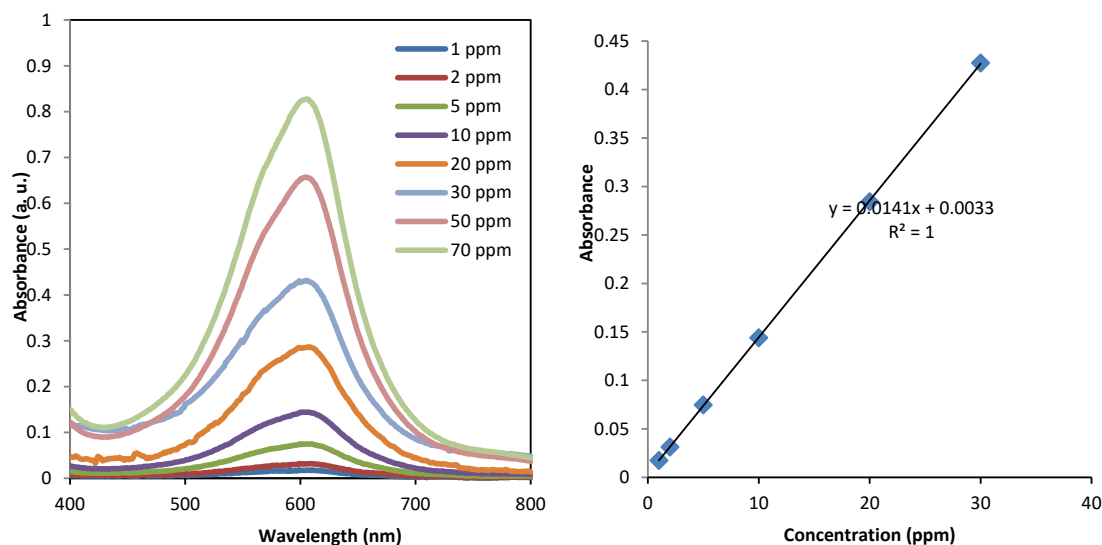 1
0.9
0.8
0.7
0.6
0.5
0.4
0.3
0.2
0.1
0
400
500
600
700
800
Absorbance (a. u.)
Wavelength (nm)
1 ppm
2 ppm
5 ppm
10 ppm
20 ppm
30 ppm
50 ppm
70 ppm
0.45
0.4
0.35
0.3
0.25
0.2
0.15
0.1
0.05
0
0
10
20
30
40
Absorbance
Concentration (ppm)
y = 0.0141x + 0.0033
R² = 1